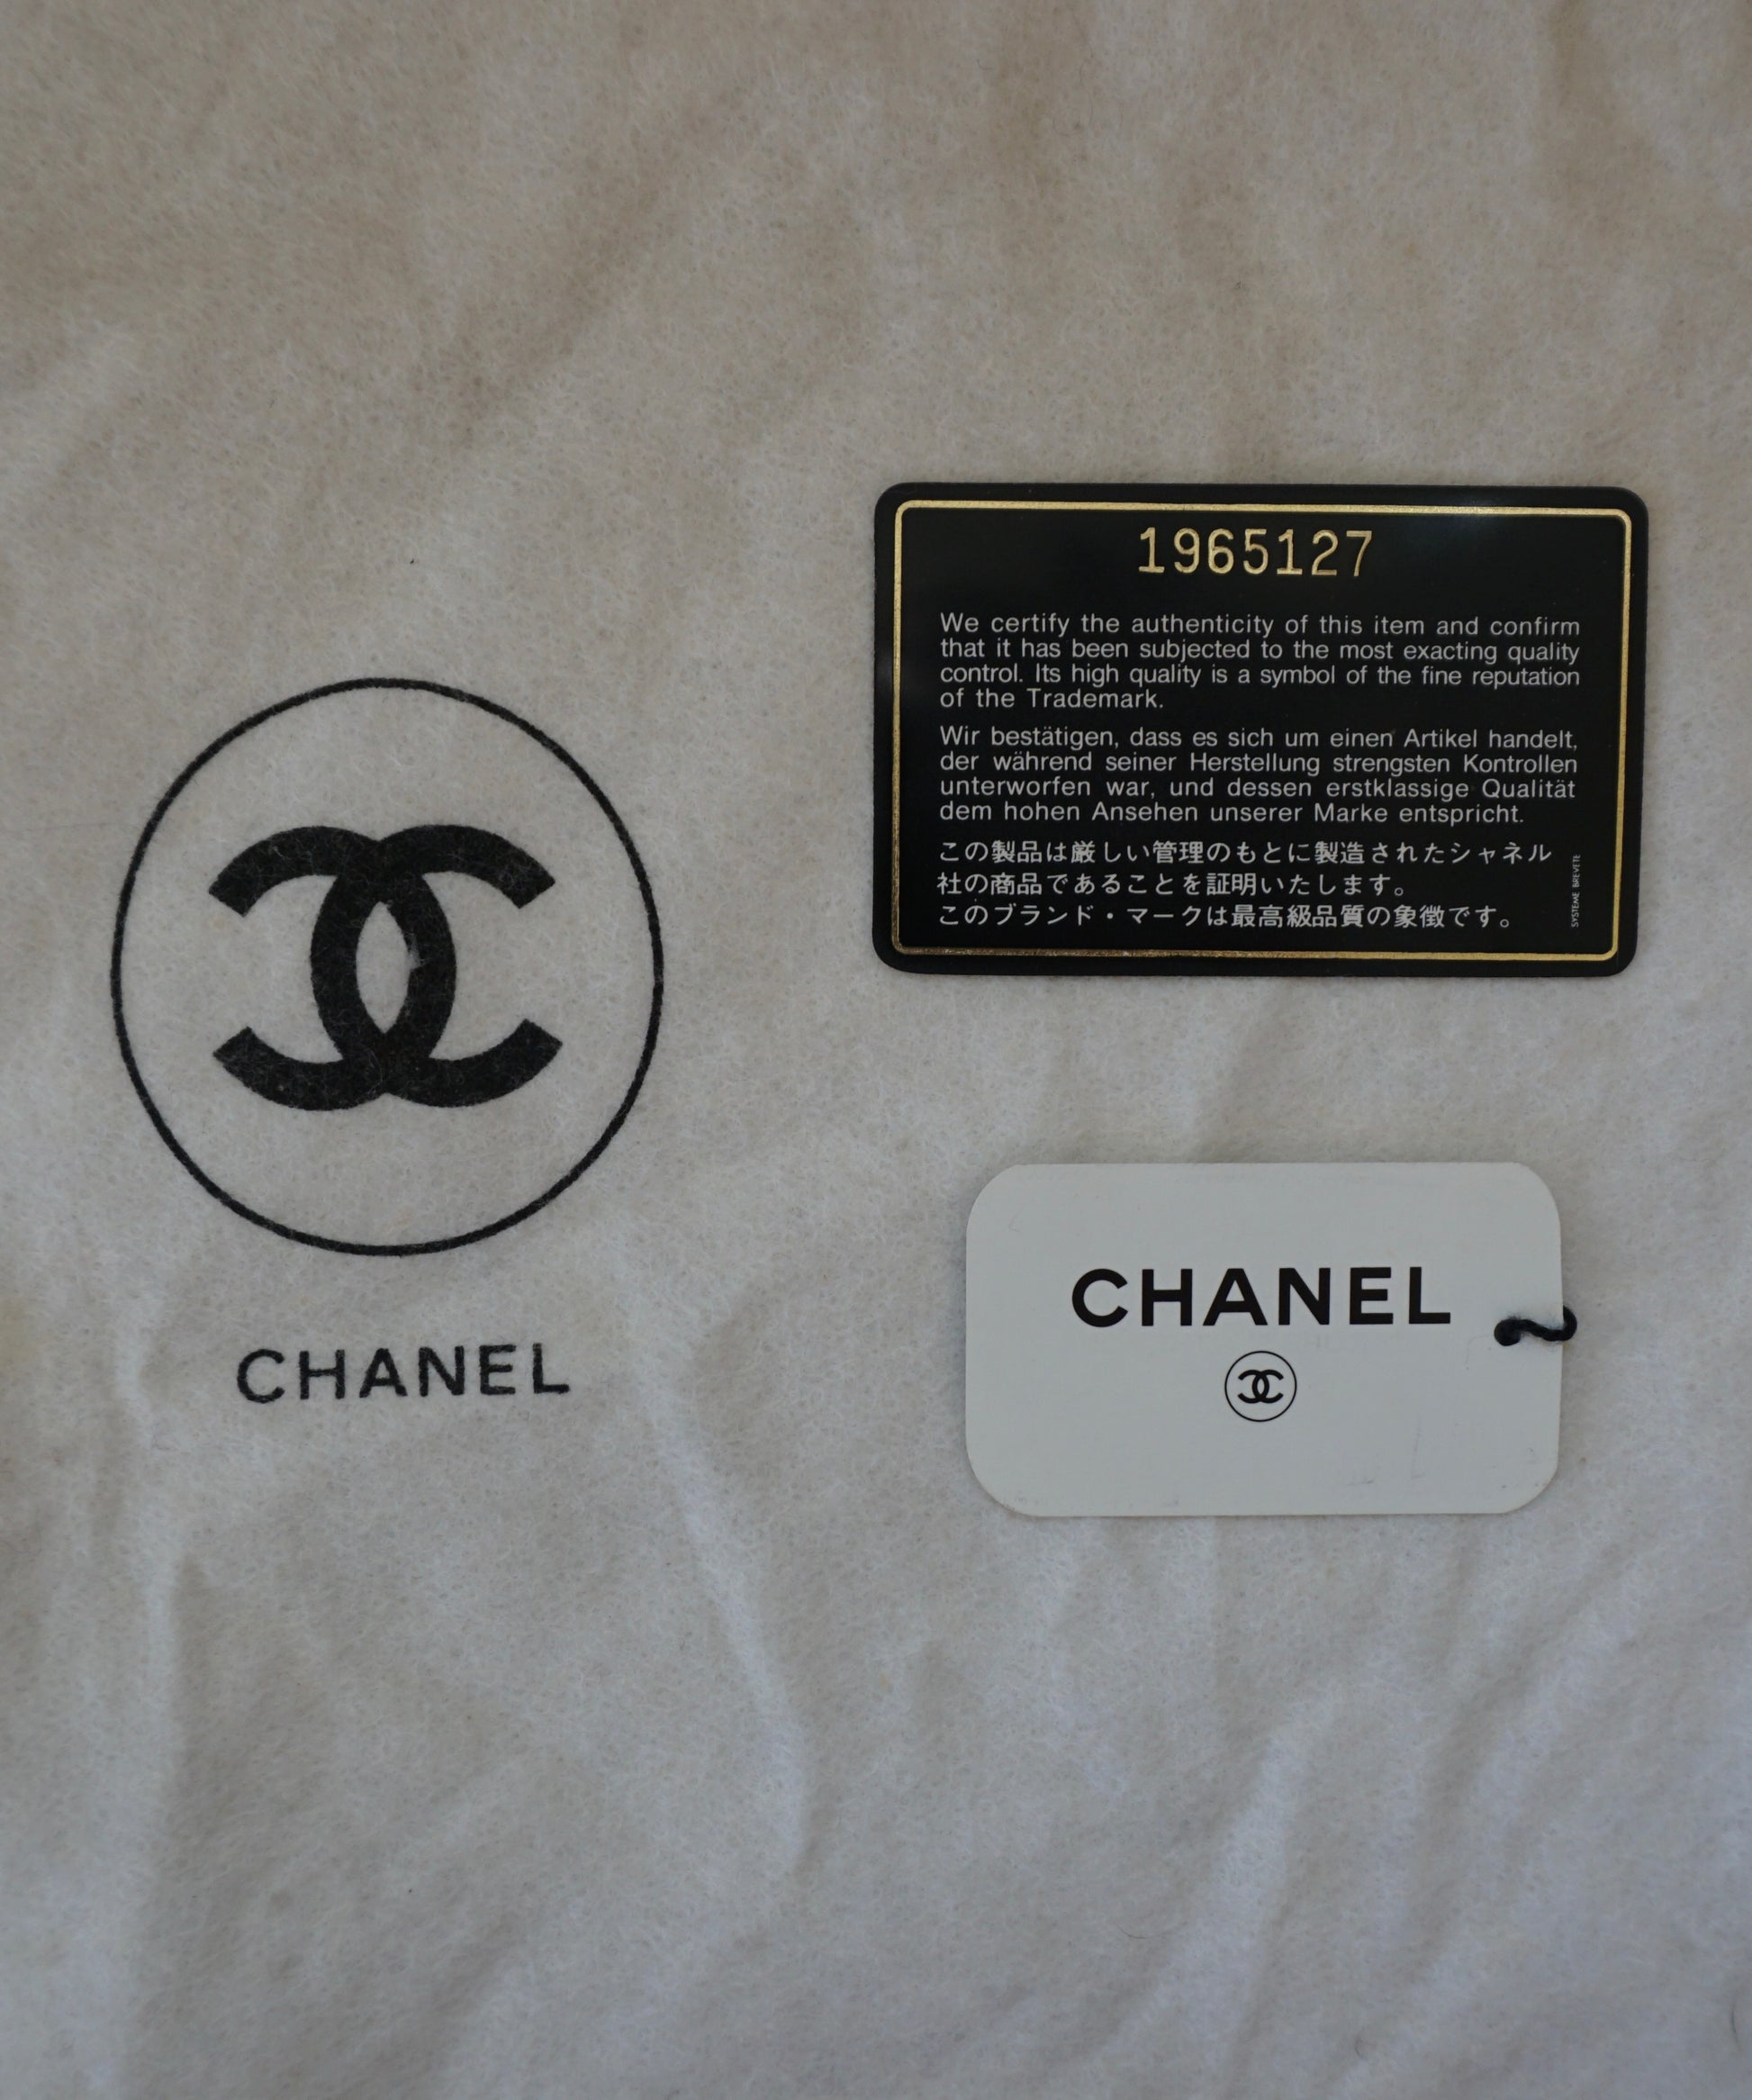 1965127
We certify the authenticity of this item and confirm
that it has been subjected to the most exacting quality
control. Its high quality is a symbol of the fine reputation
of the Trademark.
Wir bestätigen, dass es sich um einen Artikel handelt,
der während seiner Herstellung strengsten Kontrollen
unterworfen war, und dessen erstklassige Qualität
dem hohen Ansehen unserer Marke entspricht.
この製品は厳しい管理のもとに製造されたシャネル
社の商品であることを証明いたします。
このブランド・マークは最高級品質の象徴です。
SYSTEME BREVETE
CHANEL
CHANEL